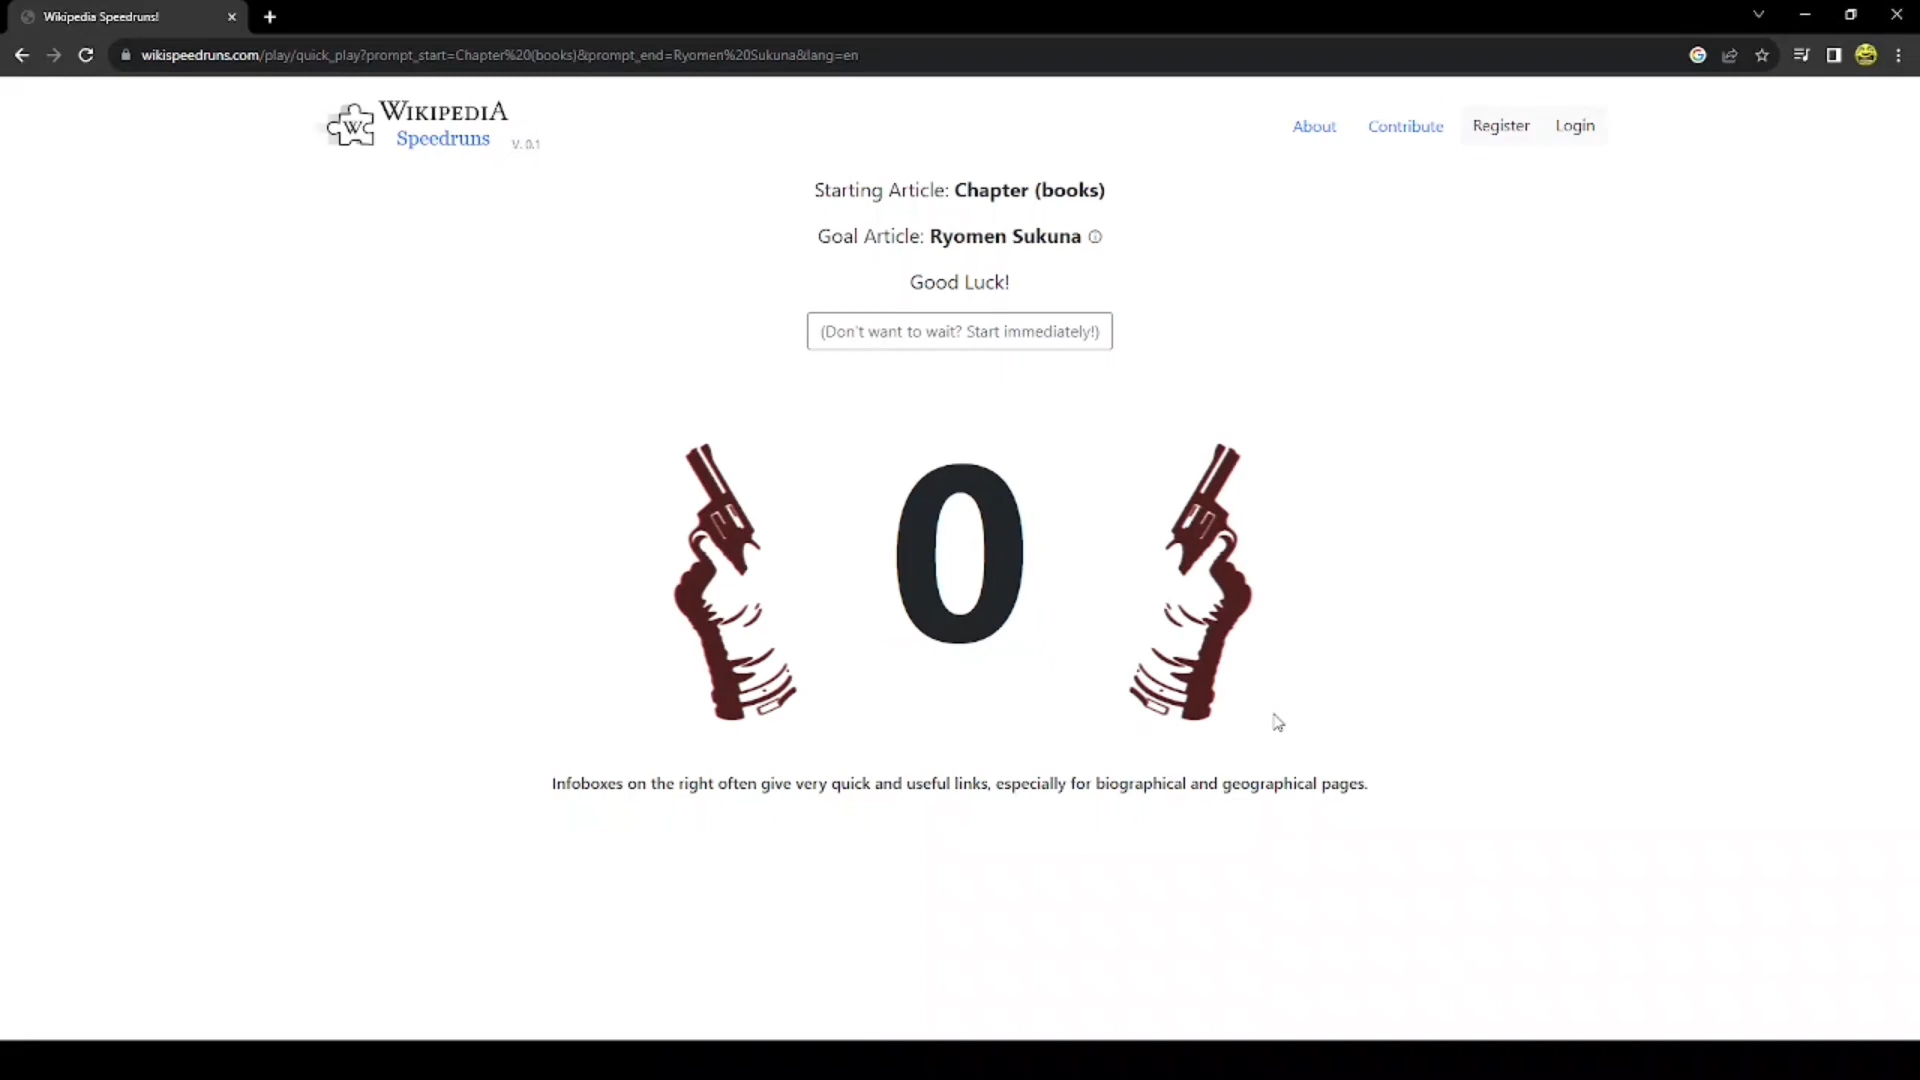 Wikipedia Speedruns!
wikispeedruns.com/play/quick_play?prompt_start=Chapter%20(books)&prompt_end=Ryomen%20Sukuna&lang=en
WIKIPEDIA
Speedruns V. 0.1
About Contribute Register Login
Starting Article: Chapter (books)
Goal Article: Ryomen Sukuna
Good Luck!
(Don't want to wait? Start immediately!)
0
Infoboxes on the right often give very quick and useful links, especially for biographical and geographical pages.